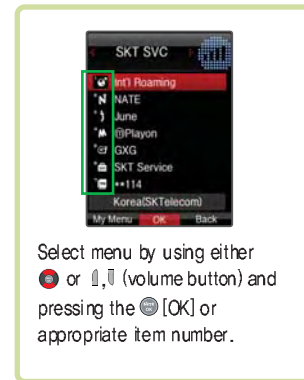 SKT SVC
Int'l Roaming
NATE
June
ⓜPlayon
GXG
SKT Service
**114
Korea(SKTelecom)
My Menu OK Back
Select menu by using either
or , (volume button) and
pressing the [OK] or
appropriate item number.